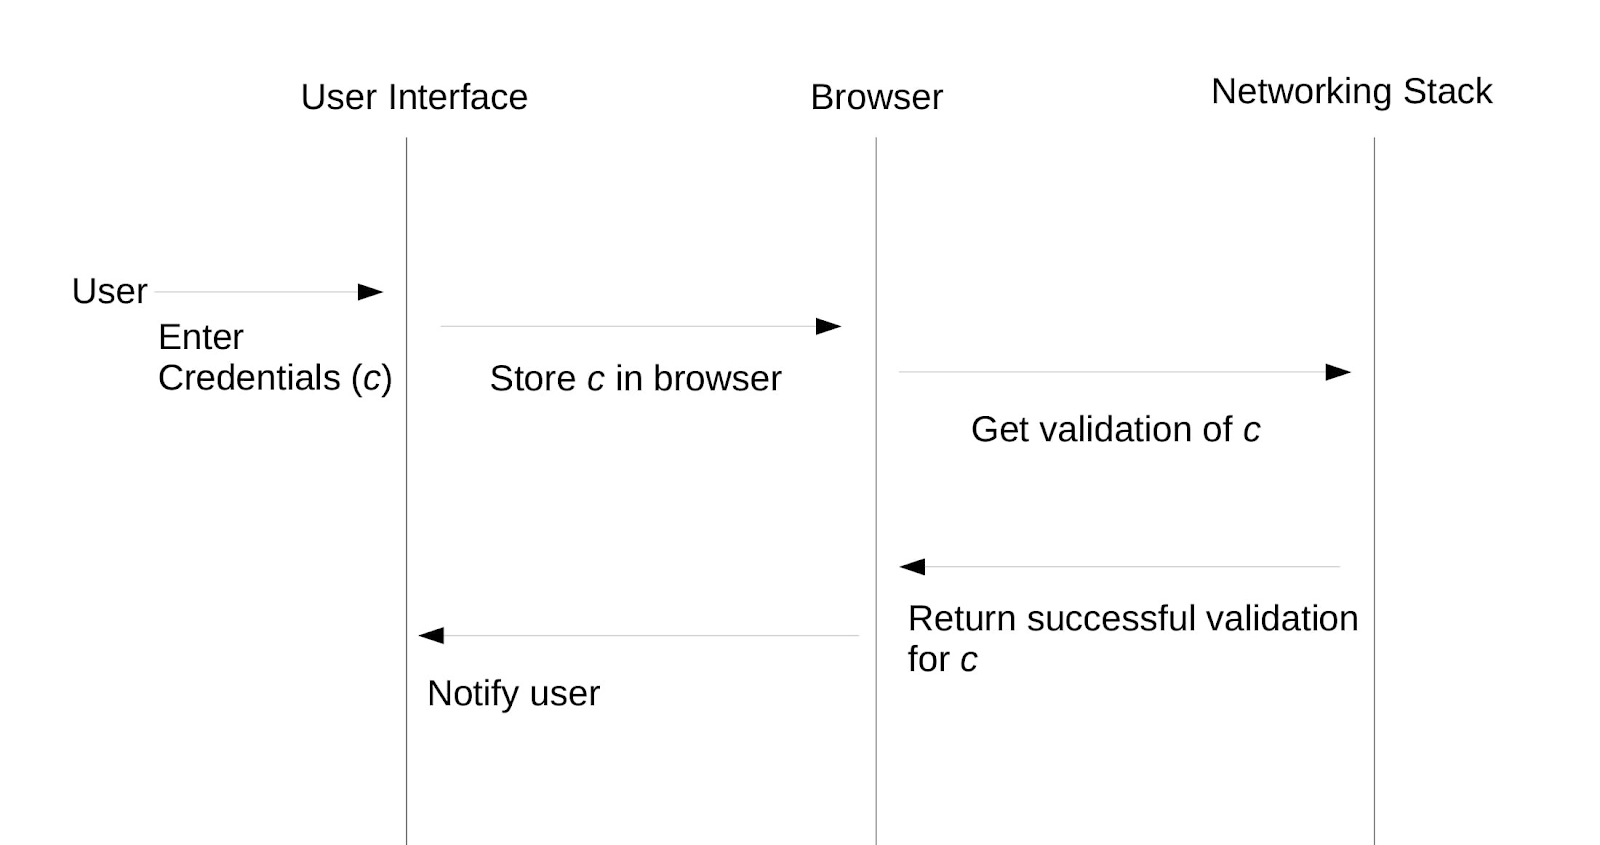 User Interface
Browser
Networking Stack
User
Enter
Credentials (c)
Store c in browser
Get validation of c
Return successful validation
for c
Notify user